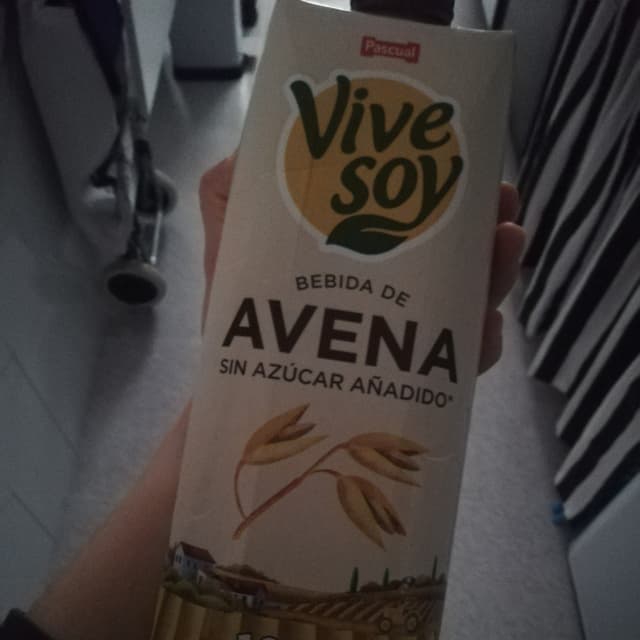 Pascual
Vive
soy
BEBIDA DE
AVENA
SIN AZÚCAR AÑADIDO*